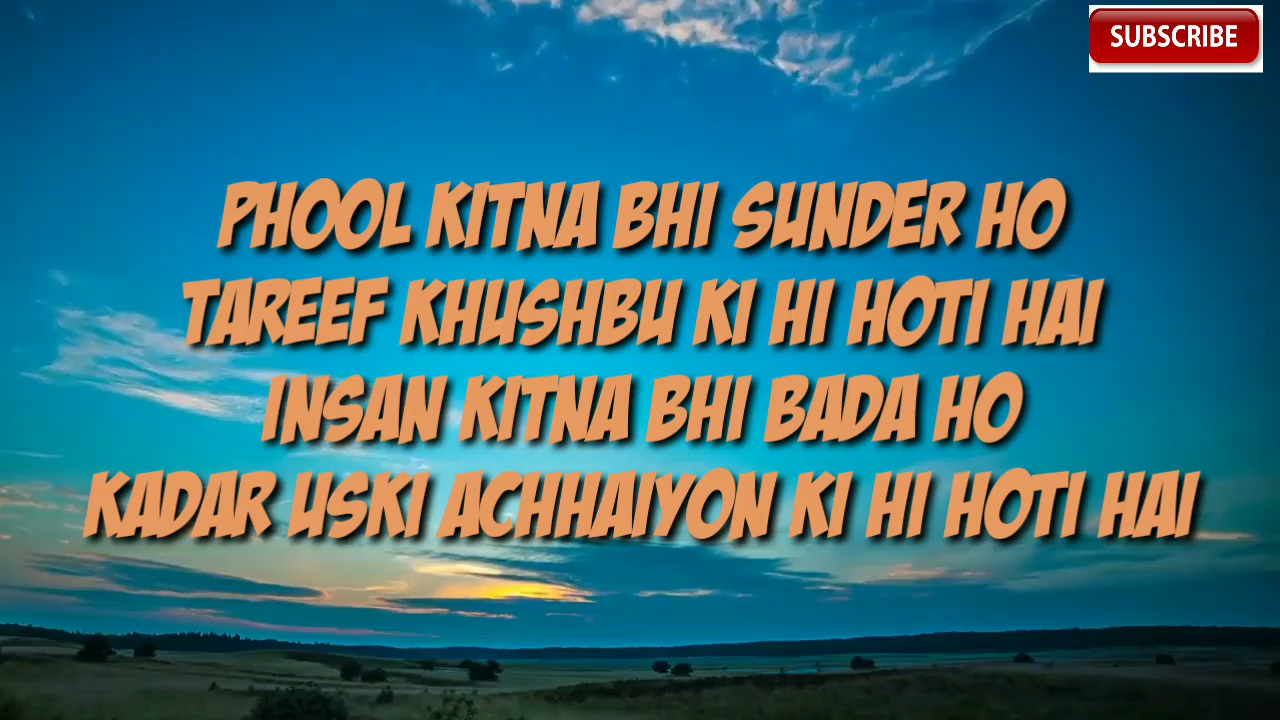 SUBSCRIBE
PHOOL KITNA BHI SUNDER HO
TAREEF KHUSHBU KI HI HOTI HAI
INSAN KITNA BHI BADA HO
KADAR USKI ACHHAIYON KI HI HOTI HAI